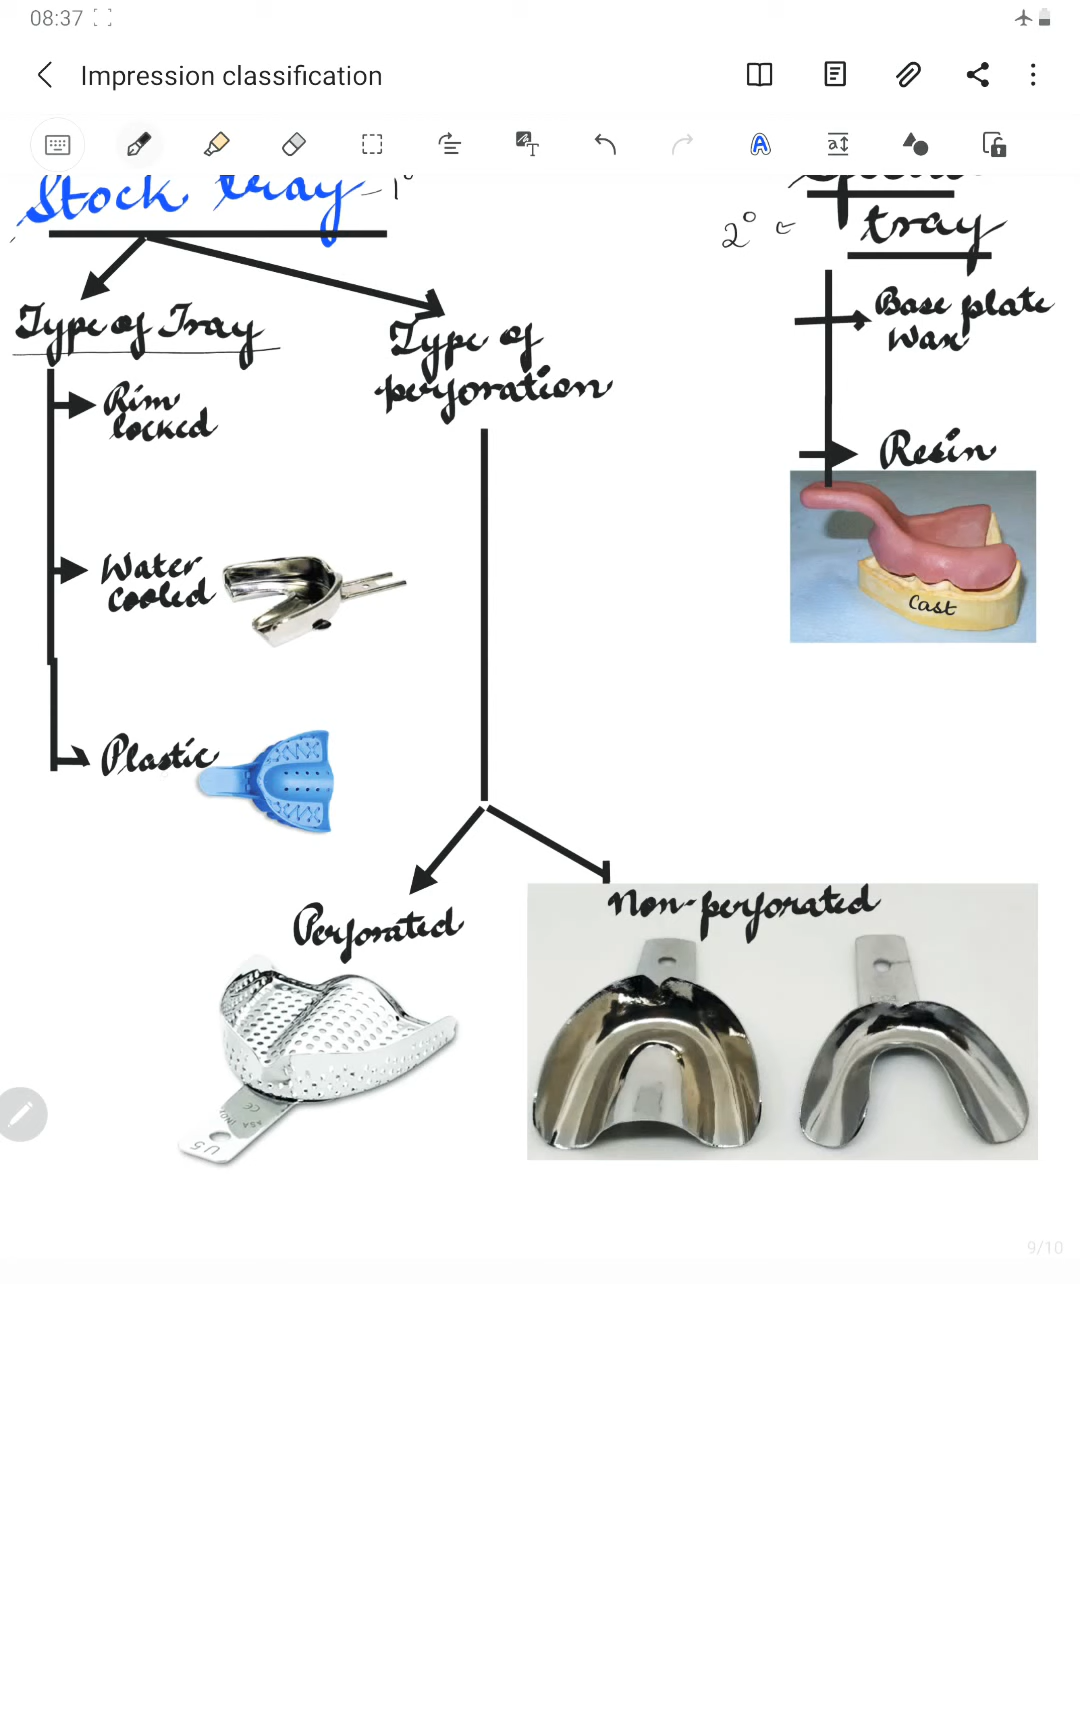 08:37
Impression classification
Stock tray - 1°
2°
tray
Type of Tray
Type of
perforation
Base plate
Wax
Rim
locked
Resin
Water
cooled
Cast
Plastic
Perforated
Non-perforated
U5
9/10